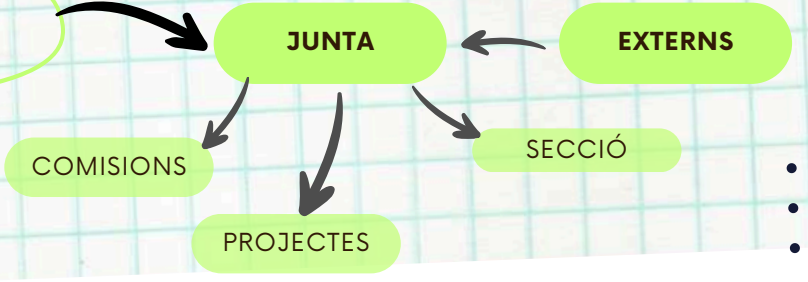 JUNTA
EXTERNS
COMISIONS
SECCIÓ
PROJECTES